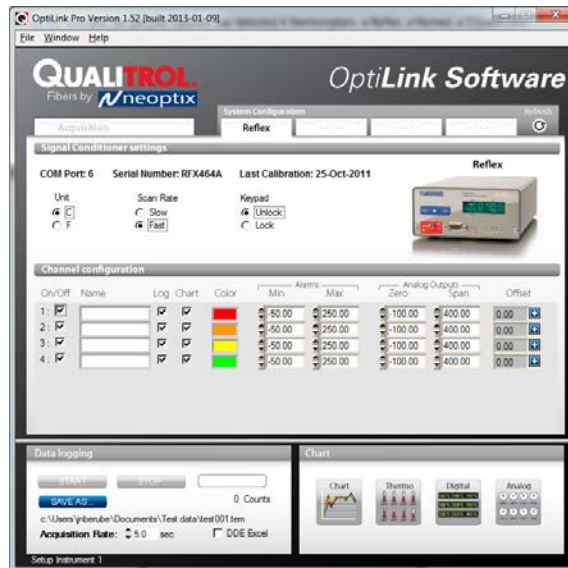 OptiLink Pro Version 1.52 [built 2013-01-09]
File Window Help
QUALITROL
Fibers by neoptix
OptiLink Software
System Configuration
Refresh
Acquisition
Reflex
Signal Conditioner settings
COM Port: 6 Serial Number: RFX464A Last Calibration: 25-Oct-2011
Reflex
Unit Scan Rate Keypad
C Slow Unlock
F Fast Lock
Channel configuration
Alarms Analog Outputs
On/Off Name Log Chart Color Min Max Zero Span Offset
1: -50.00 250.00 -100.00 400.00 0.00
2: -50.00 250.00 -100.00 400.00 0.00
3: -50.00 250.00 -100.00 400.00 0.00
4: -50.00 250.00 -100.00 400.00 0.00
Data logging
Chart
START STOP
SAVE AS...
0 Counts
c:\Users\jnberube\Documents\Test data\test001.tem
Acquisition Rate: 5.0 sec DDE Excel
Chart Thermo Digital Analog
Setup Instrument 1